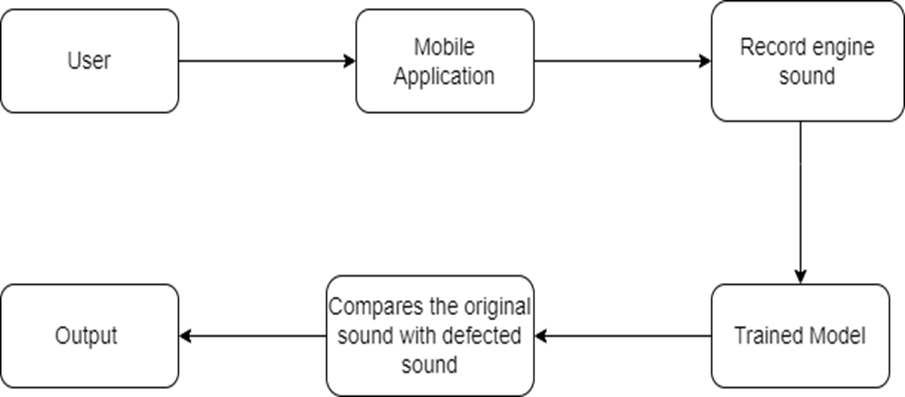 User
Mobile
Application
Record engine
sound
Output
Compares the original
sound with defected
sound
Trained Model